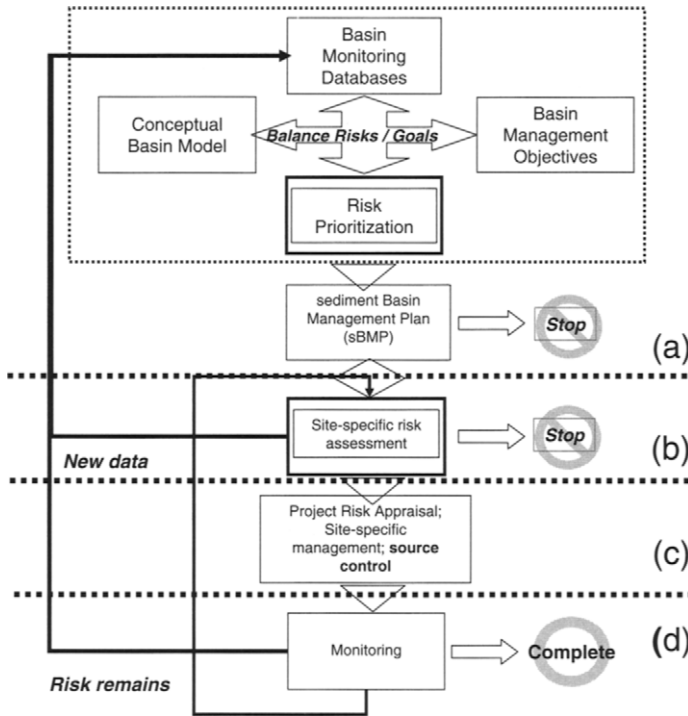 Basin
Monitoring
Databases
Conceptual
Basin Model
Balance Risks / Goals
Basin
Management
Objectives
Risk
Prioritization
sediment Basin
Management Plan
(sBMP)
Stop
(a)
Site-specific risk
assessment
Stop
(b)
New data
Project Risk Appraisal;
Site-specific
management; source
control
(c)
Monitoring
Complete
(d)
Risk remains